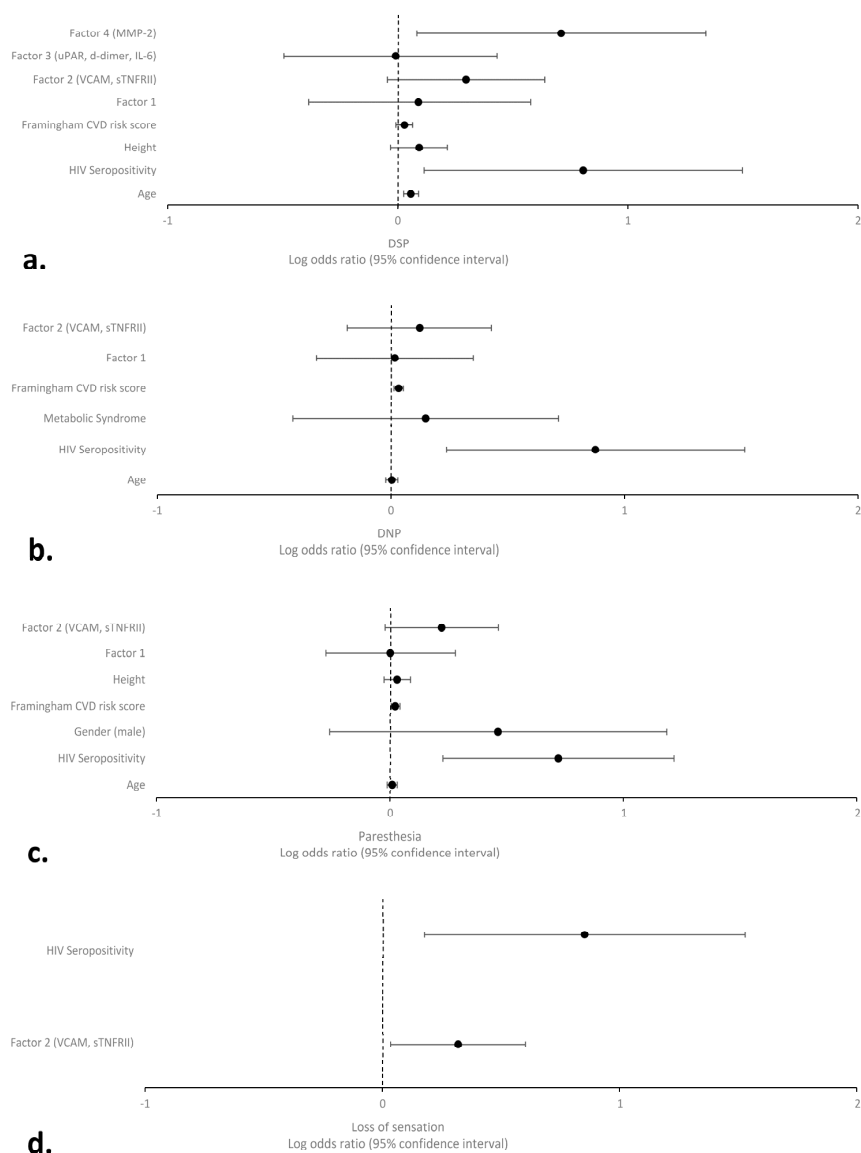 Factor 4 (MMP-2)
Factor 3 (uPAR, d-dimer, IL-6)
Factor 2 (VCAM, sTNFRII)
Factor 1
Framingham CVD risk score
Height
HIV Seropositivity
Age
-1 0 1 2
DSP
Log odds ratio (95% confidence interval)
a.
Factor 2 (VCAM, sTNFRII)
Factor 1
Framingham CVD risk score
Metabolic Syndrome
HIV Seropositivity
Age
-1 0 1 2
DNP
Log odds ratio (95% confidence interval)
b.
Factor 2 (VCAM, sTNFRII)
Factor 1
Height
Framingham CVD risk score
Gender (male)
HIV Seropositivity
Age
-1 0 1 2
Paresthesia
Log odds ratio (95% confidence interval)
c.
HIV Seropositivity
Factor 2 (VCAM, sTNFRII)
-1 0 1 2
Loss of sensation
Log odds ratio (95% confidence interval)
d.